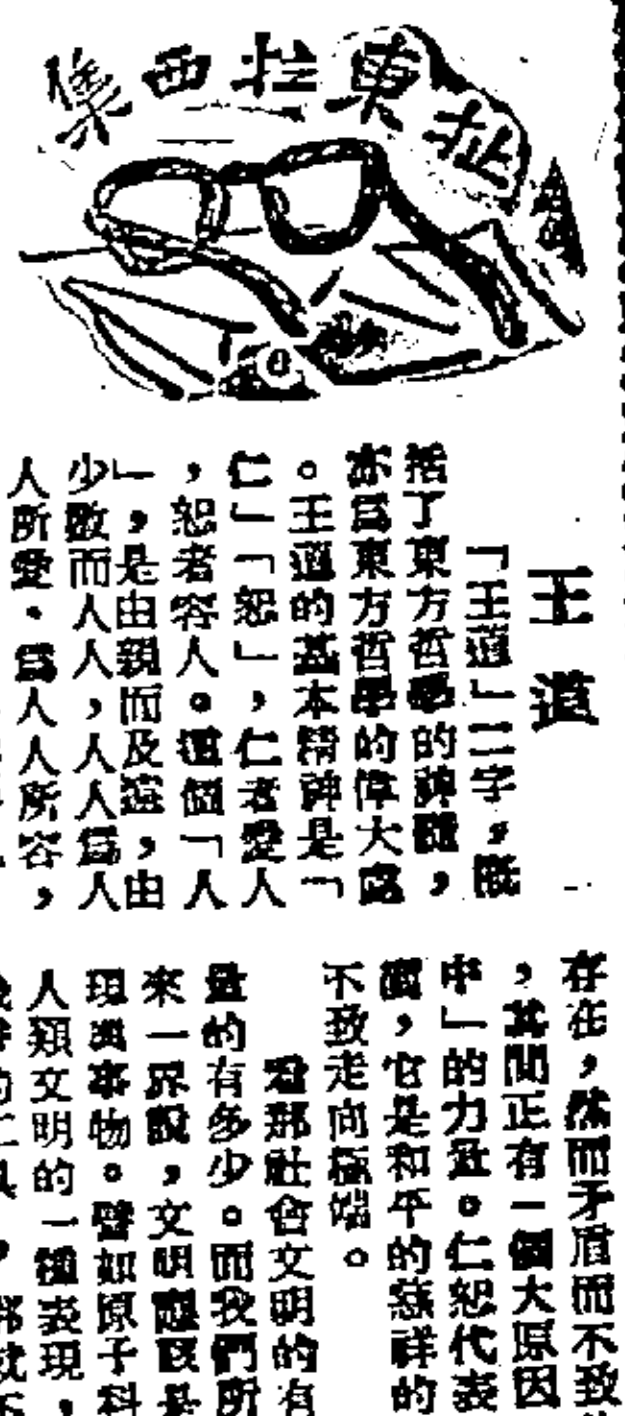 扯東拉西集
王道
「王道」二字,概
括了東方哲學的神髓,
亦爲東方哲學的偉大處
。王道的基本精神是「
仁」「恕」,仁者愛人
,恕者容人。這個「人
」,是由親而及遠,由
少數而人人,人人爲人
人所愛。爲人人所容,
存在,然而矛盾而不致
,其間正有一個大原因
中」的力量。仁恕代表
,它是和平的慈祥的
不致走向極端。
看那社會文明的有
量的有多少。而我們所
來一界說,文明應該是
現與事物。譬如原子科
人類文明的一種表現,